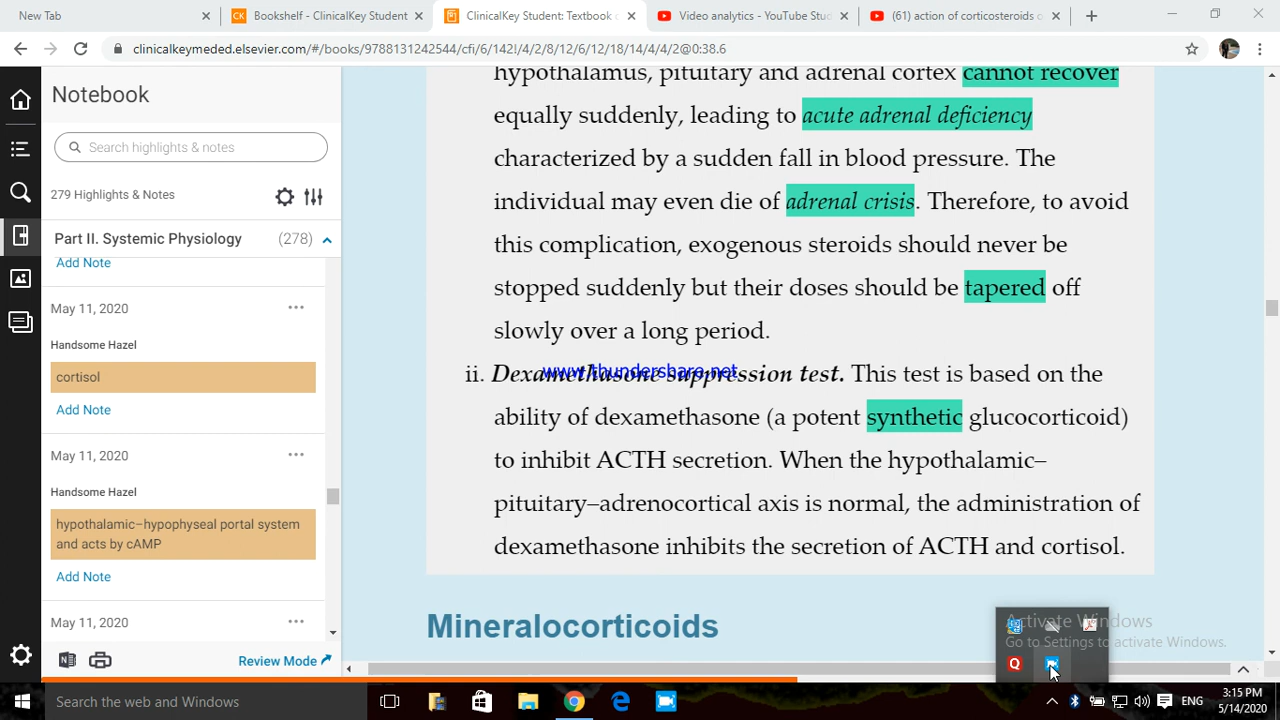 New Tab
Bookshelf - ClinicalKey Student
ClinicalKey Student: Textbook
Video analytics - YouTube Stu
(61) action of corticosteroids o
clinicalkeymeded.elsevier.com/#/books/9788131242544/cfi/6/142!/4/2/8/12/6/12/18/14/4/4/2@0:38.6
Notebook
Search highlights & notes
279 Highlights & Notes
Part II. Systemic Physiology (278)
Add Note
May 11, 2020
Handsome Hazel
cortisol
Add Note
May 11, 2020
Handsome Hazel
hypothalamic–hypophyseal portal system
and acts by cAMP
Add Note
May 11, 2020
Review Mode
hypothalamus, pituitary and adrenal cortex cannot recover
equally suddenly, leading to acute adrenal deficiency
characterized by a sudden fall in blood pressure. The
individual may even die of adrenal crisis. Therefore, to avoid
this complication, exogenous steroids should never be
stopped suddenly but their doses should be tapered off
slowly over a long period.
www.thundershare.net
ii. Dexamethasone suppression test. This test is based on the
ability of dexamethasone (a potent synthetic glucocorticoid)
to inhibit ACTH secretion. When the hypothalamic–
pituitary–adrenocortical axis is normal, the administration of
dexamethasone inhibits the secretion of ACTH and cortisol.
Mineralocorticoids
Activate Windows
Go to Settings to activate Windows.
Search the web and Windows
ENG
3:15 PM
5/14/2020